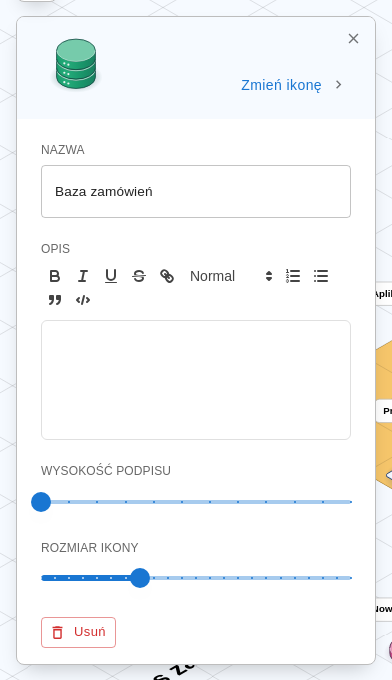 Zmień ikonę
NAZWA
Baza zamówień
OPIS
Normal
WYSOKOŚĆ PODPISU
ROZMIAR IKONY
Usuń